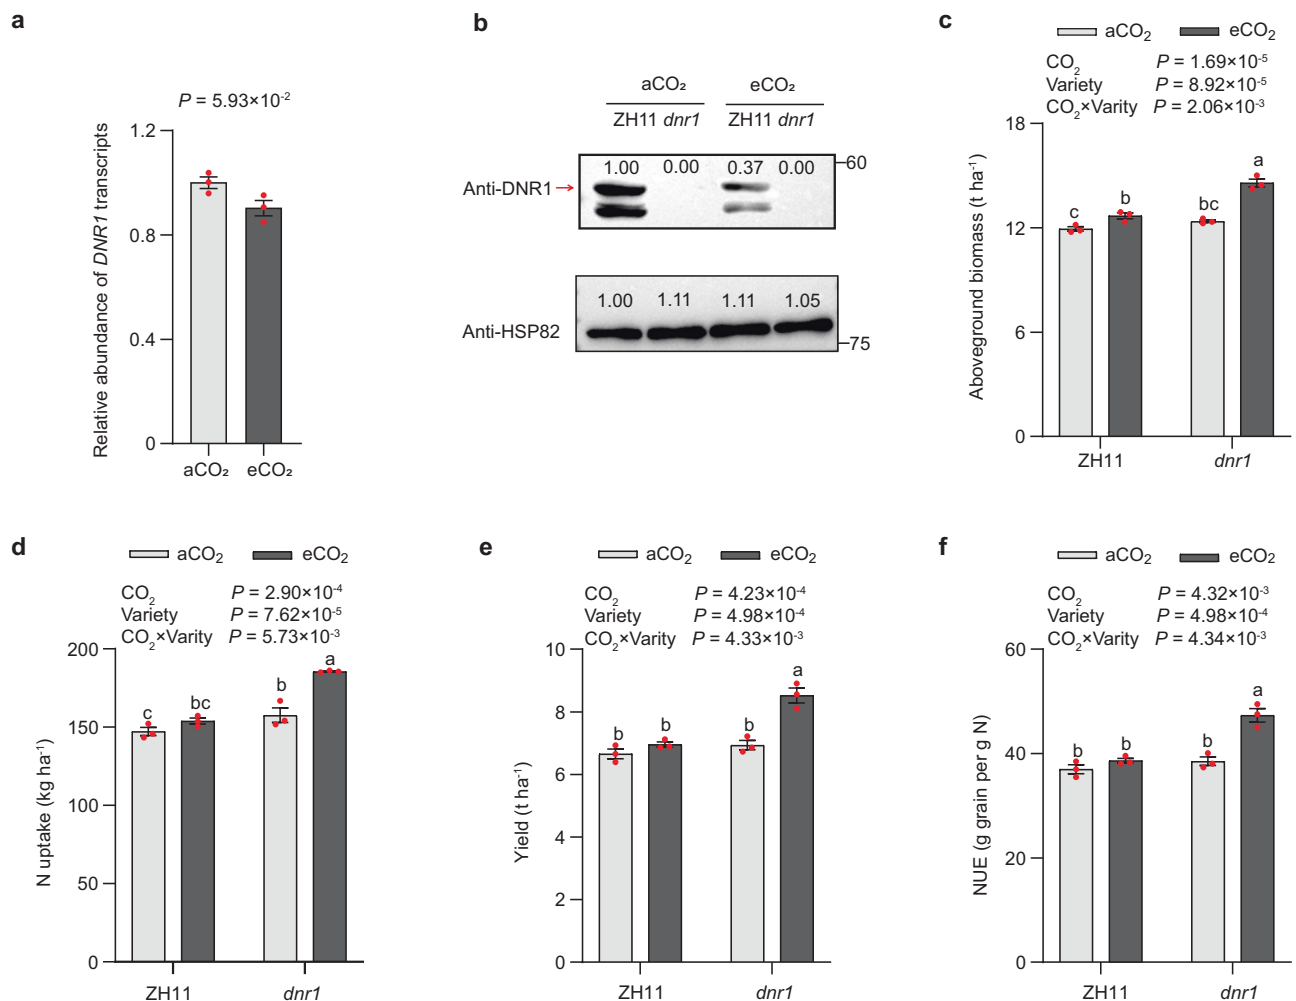 a
P = 5.93×10-2
Relative abundance of DNR1 transcripts
1.2
0.8
0.4
0
aCO₂ eCO₂
b
aCO₂ eCO₂
ZH11 dnr1 ZH11 dnr1
1.00 0.00 0.37 0.00
60
Anti-DNR1
1.00 1.11 1.11 1.05
Anti-HSP82
75
c
aCO2 eCO2
CO2 P = 1.69×10-5
Variety P = 8.92×10-5
CO2×Varity P = 2.06×10-3
Aboveground biomass (t ha-1)
18
12
6
0
c b bc a
ZH11 dnr1
d
aCO2 eCO2
CO2 P = 2.90×10-4
Variety P = 7.62×10-5
CO2×Varity P = 5.73×10-3
N uptake (kg ha-1)
200
150
100
50
0
c bc b a
ZH11 dnr1
e
aCO2 eCO2
CO2 P = 4.23×10-4
Variety P = 4.98×10-4
CO2×Varity P = 4.33×10-3
Yield (t ha-1)
10
8
6
4
2
0
b b b a
ZH11 dnr1
f
aCO2 eCO2
CO2 P = 4.32×10-3
Variety P = 4.98×10-4
CO2×Varity P = 4.34×10-3
NUE (g grain per g N)
60
40
20
0
b b b a
ZH11 dnr1